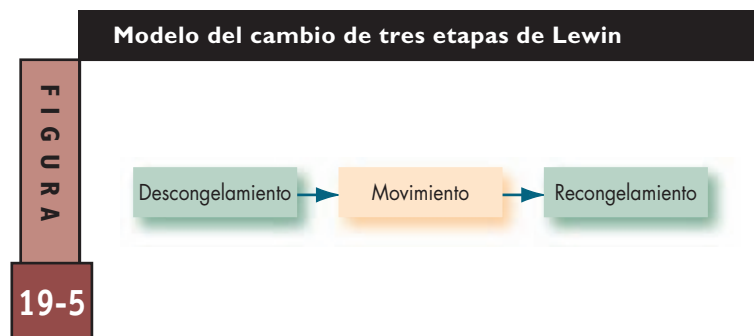 Modelo del cambio de tres etapas de Lewin
FIGURA
19-5
Descongelamiento
Movimiento
Recongelamiento